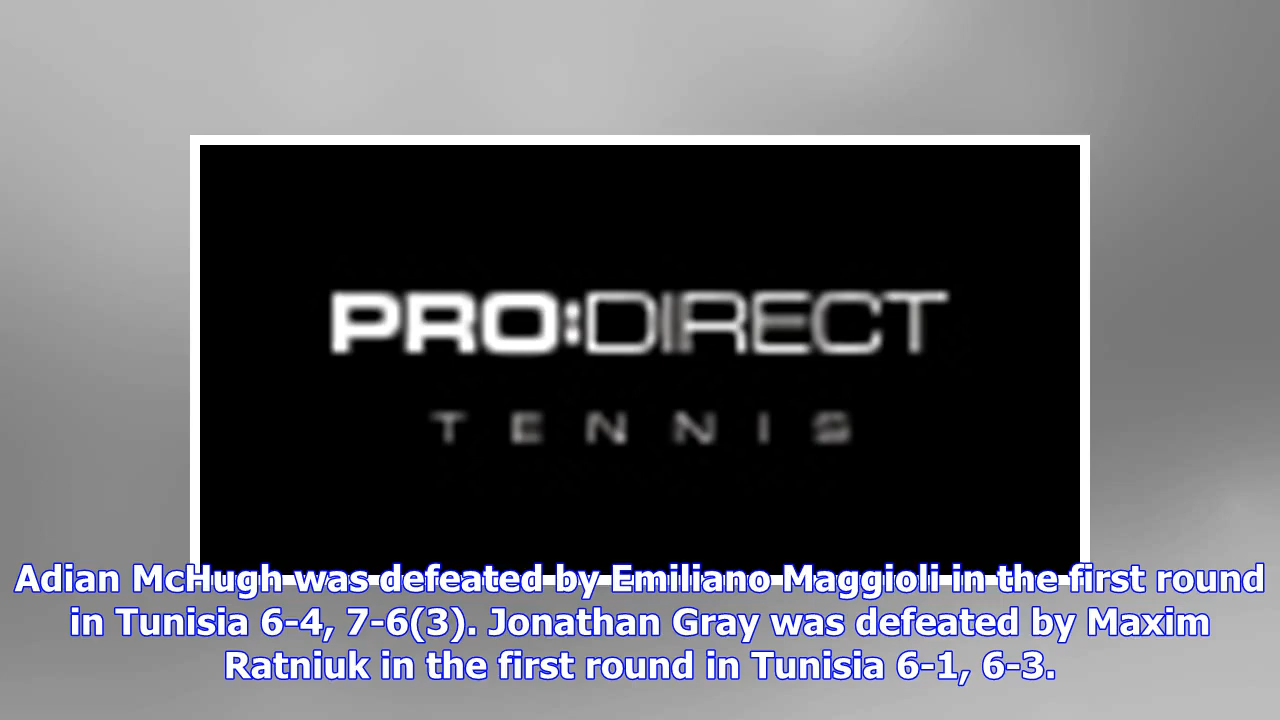 PRO:DIRECT
TENNIS
Adian McHugh was defeated by Emiliano Maggioli in the first round
in Tunisia 6-4, 7-6(3). Jonathan Gray was defeated by Maxim
Ratniuk in the first round in Tunisia 6-1, 6-3.